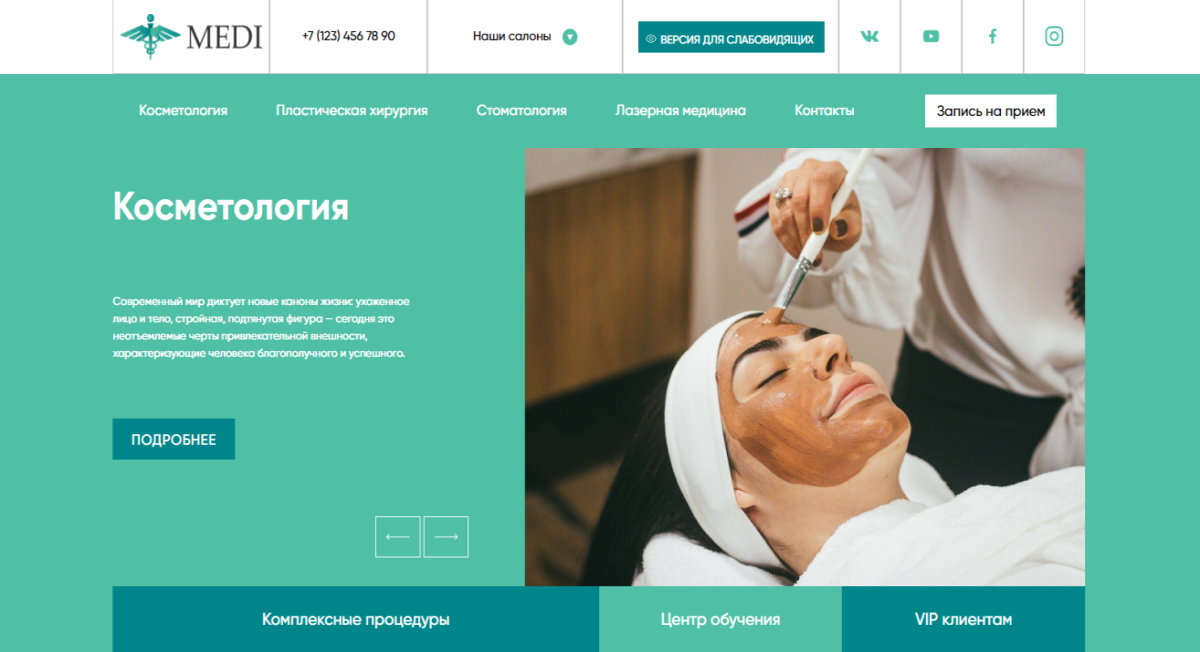 MEDI
+7 (123) 456 78 90
Наши салоны
ВЕРСИЯ ДЛЯ СЛАБОВИДЯЩИХ
Косметология
Пластическая хирургия
Стоматология
Лазерная медицина
Контакты
Запись на прием
Косметология
Современный мир диктует новые каноны жизни: ухоженное
лицо и тело, стройная, подтянутая фигура — сегодня это
неотъемлемые черты привлекательной внешности,
характеризующие человека благополучного и успешного.
ПОДРОБНЕЕ
Комплексные процедуры
Центр обучения
VIP клиентам